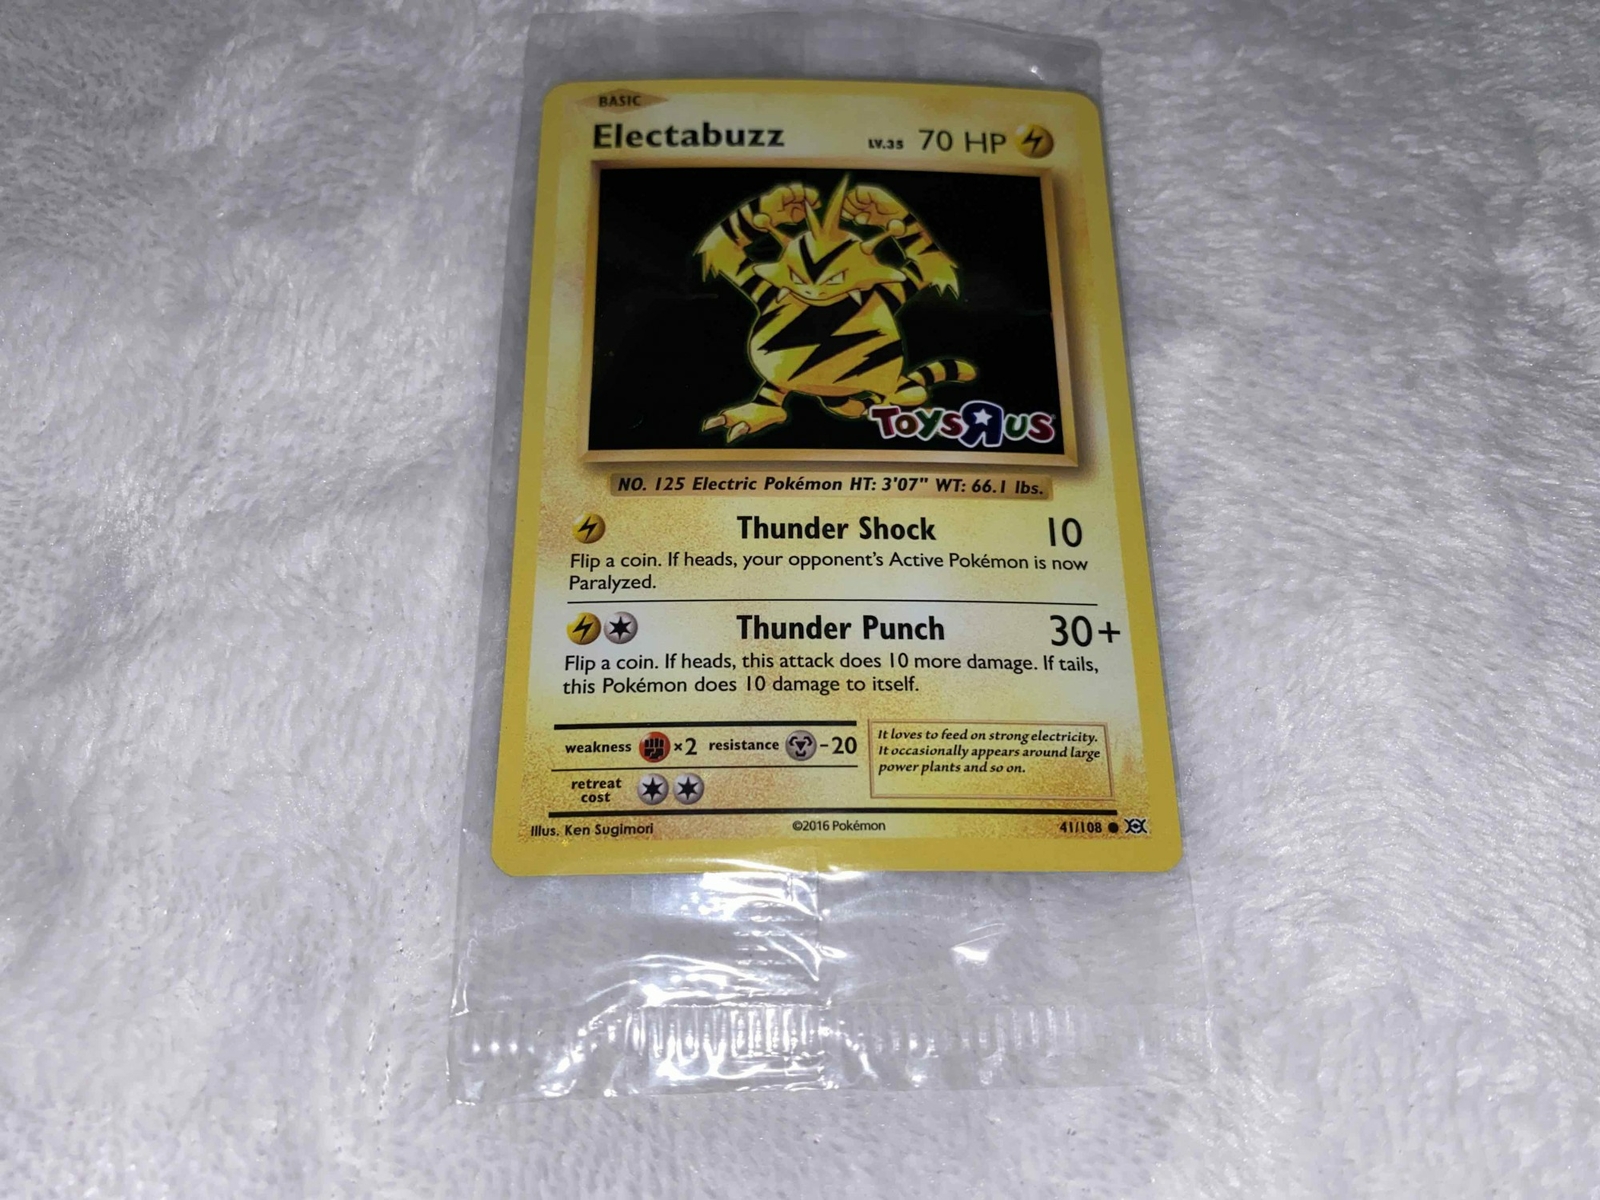 BASIC
Electabuzz LV.35 70 HP
TOYSRUS
NO. 125 Electric Pokémon HT: 3'07" WT: 66.1 lbs.
Thunder Shock 10
Flip a coin. If heads, your opponent's Active Pokémon is now
Paralyzed.
Thunder Punch 30+
Flip a coin. If heads, this attack does 10 more damage. If tails,
this Pokémon does 10 damage to itself.
weakness ×2 resistance -20
retreat
cost
It loves to feed on strong electricity.
It occasionally appears around large
power plants and so on.
Illus. Ken Sugimori ©2016 Pokémon 41/108